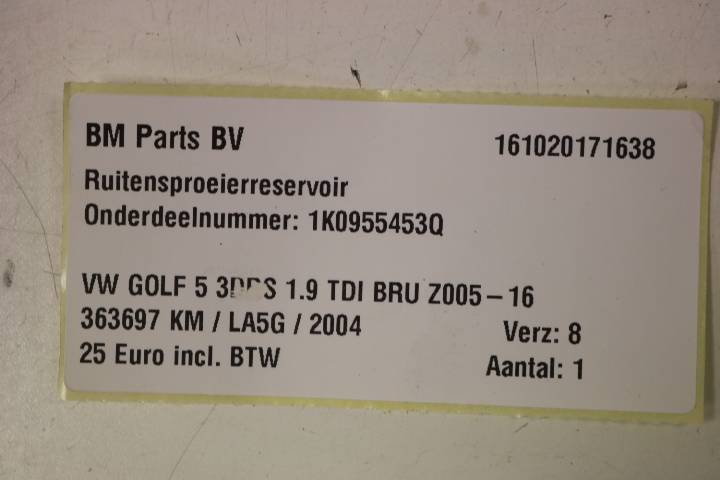 BM Parts BV 161020171638
Ruitensproeierreservoir
Onderdeelnummer: 1K0955453Q
VW GOLF 5 1.9 TDI BRU Z005-16
363697 KM / LA5G / 2004 Verz: 8
25 Euro incl. BTW Aantal: 1